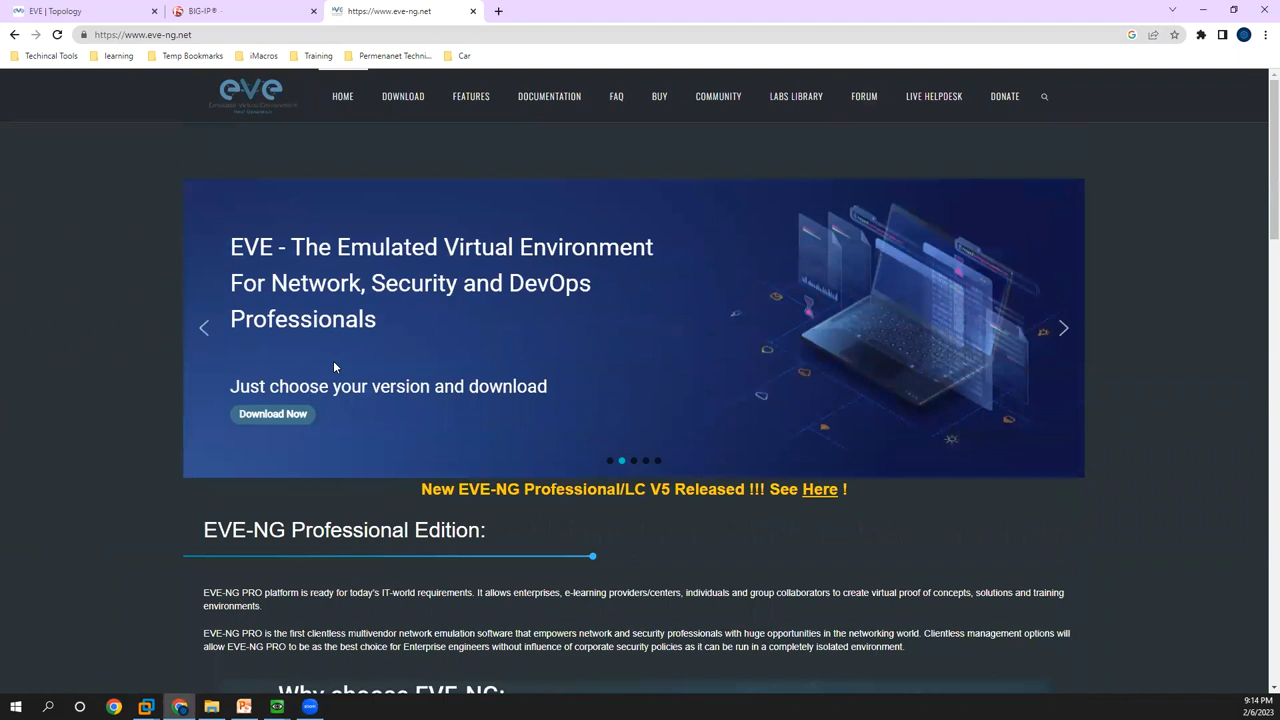 EVE | Topology
BIG-IP®
https://www.eve-ng.net
https://www.eve-ng.net
Techincal Tools
learning
Temp Bookmarks
iMacros
Training
Permenanet Techni...
Car
eve
HOME
DOWNLOAD
FEATURES
DOCUMENTATION
FAQ
BUY
COMMUNITY
LABS LIBRARY
FORUM
LIVE HELPDESK
DONATE
EVE - The Emulated Virtual Environment
For Network, Security and DevOps
Professionals
Just choose your version and download
Download Now
New EVE-NG Professional/LC V5 Released !!! See Here !
EVE-NG Professional Edition:
EVE-NG PRO platform is ready for today's IT-world requirements. It allows enterprises, e-learning providers/centers, individuals and group collaborators to create virtual proof of concepts, solutions and training
environments.
EVE-NG PRO is the first clientless multivendor network emulation software that empowers network and security professionals with huge opportunities in the networking world. Clientless management options will
allow EVE-NG PRO to be as the best choice for Enterprise engineers without influence of corporate security policies as it can be run in a completely isolated environment.
Why choose EVE-NG:
9:14 PM
2/6/2023